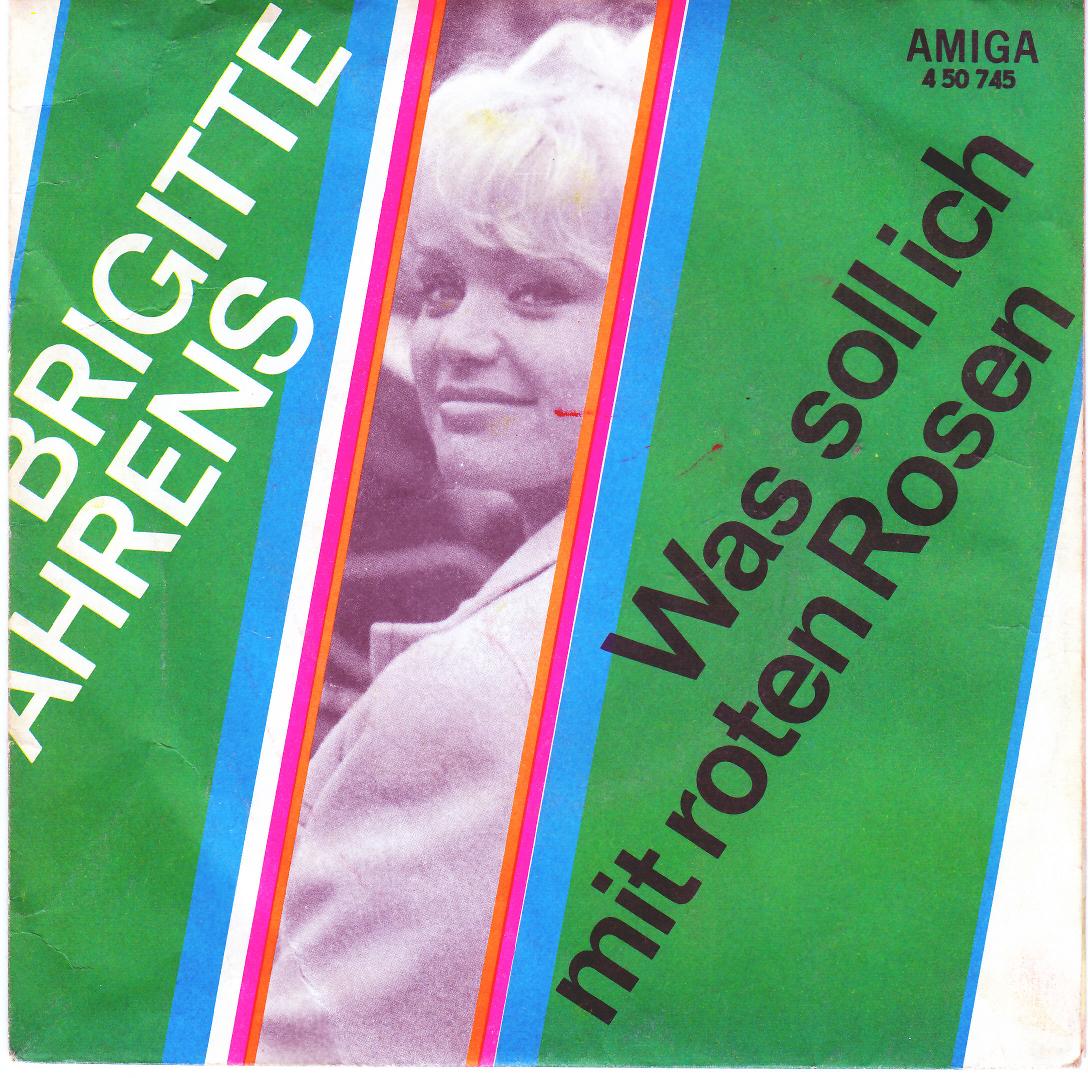 BRIGITTE
AHRENS
AMIGA
4 50 745
Was soll ich
mit roten Rosen